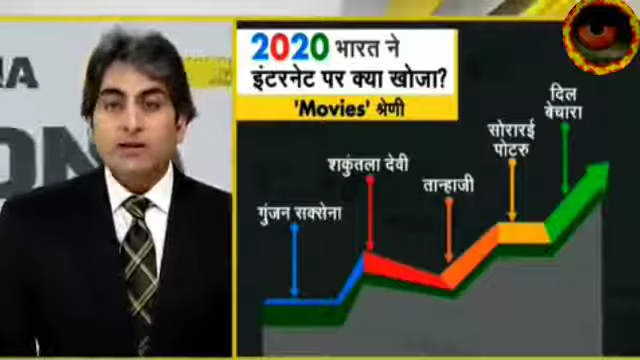 2020 भारत ने
इंटरनेट पर क्या खोजा?
'Movies' श्रेणी
गुंजन सक्सेना
शकुंतला देवी
तान्हाजी
सोरारई
पोटरु
दिल
बेचारा